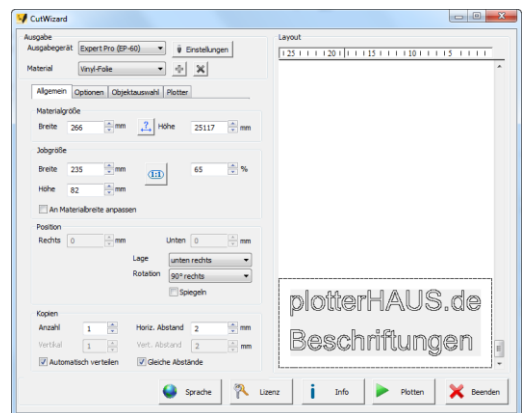 CutWizard
Ausgabe
Ausgabegerät Expert Pro (EP-60) Einstellungen
Material Vinyl-Folie
Allgemein Optionen Objektauswahl Plotter
Materialgröße
Breite 266 mm ? Höhe 25117 mm
Jobgröße
Breite 235 mm 1:1 65 %
Höhe 82 mm
An Materialbreite anpassen
Position
Rechts 0 mm Unten 0 mm
Lage unten rechts
Rotation 90° rechts
Spiegeln
Kopien
Anzahl 1 Horiz. Abstand 2 mm
Vertikal 1 Vert. Abstand 2 mm
Automatisch verteilen Gleiche Abstände
Layout
25 20 15 10 5
plotterHAUS.de
Beschriftungen
Sprache Lizenz i Info Plotten Beenden